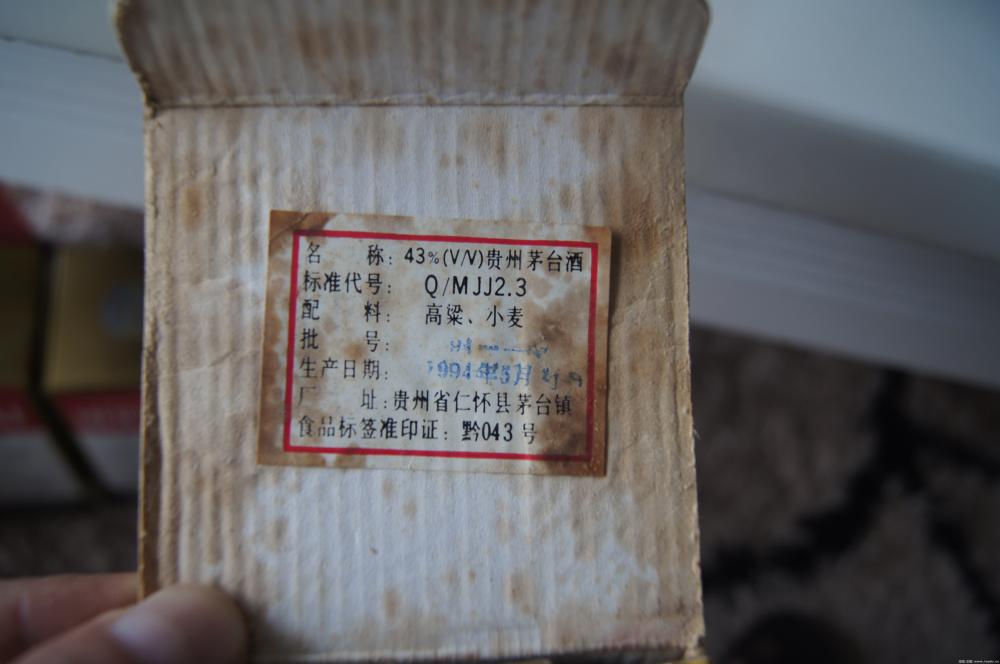 名 称：43%(V/V)贵州茅台酒
标准代号：Q/MJJ2.3
配 料：高粱、小麦
批 号：
生产日期：1994年5月
厂 址：贵州省仁怀县茅台镇
食品标签准印证：黔043号